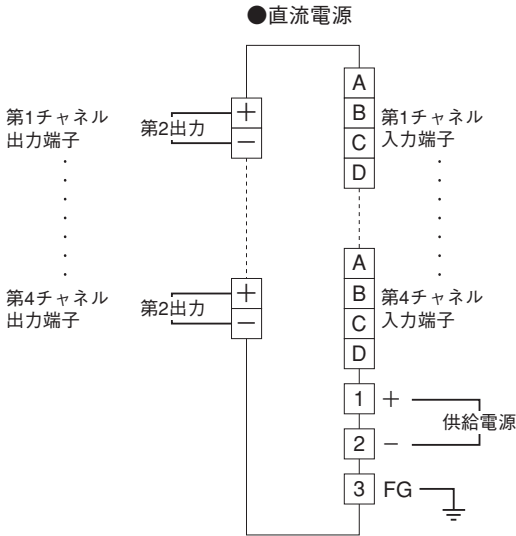 ●直流電源
第1チャネル
出力端子
第2出力
+
−
A
B
C
D
第1チャネル
入力端子
第4チャネル
出力端子
第2出力
+
−
A
B
C
D
第4チャネル
入力端子
1 +
2 −
供給電源
3 FG